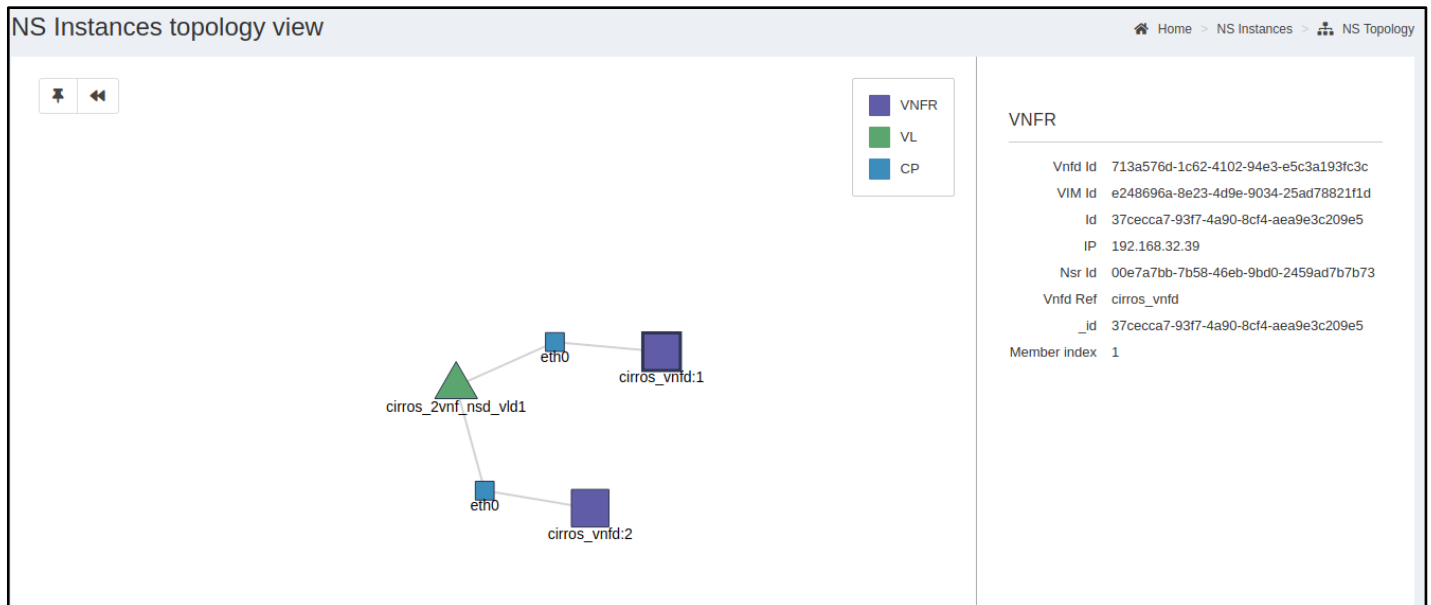 NS Instances topology view
Home > NS Instances > NS Topology
VNFR
VL
CP
eth0
cirros_vnfd:1
cirros_2vnf_nsd_vld1
eth0
cirros_vnfd:2
VNFR
Vnfd Id 713a576d-1c62-4102-94e3-e5c3a193fc3c
VIM Id e248696a-8e23-4d9e-9034-25ad78821f1d
Id 37cecca7-93f7-4a90-8cf4-aea9e3c209e5
IP 192.168.32.39
Nsr Id 00e7a7bb-7b58-46eb-9bd0-2459ad7b7b73
Vnfd Ref cirros_vnfd
_id 37cecca7-93f7-4a90-8cf4-aea9e3c209e5
Member index 1